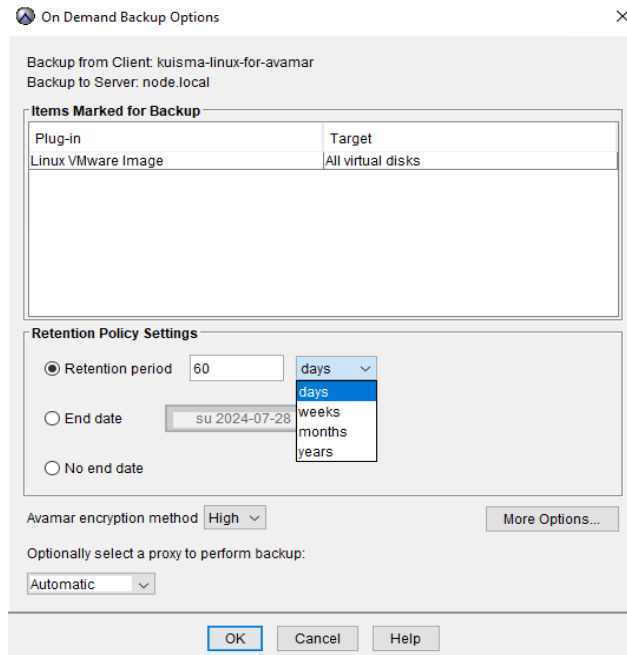 On Demand Backup Options
Backup from Client: kuisma-linux-for-avamar
Backup to Server: node.local
Items Marked for Backup
Plug-in Target
Linux VMware Image All virtual disks
Retention Policy Settings
Retention period 60 days
days
End date su 2024-07-28 weeks
months
years
No end date
Avamar encryption method High More Options...
Optionally select a proxy to perform backup:
Automatic
OK Cancel Help